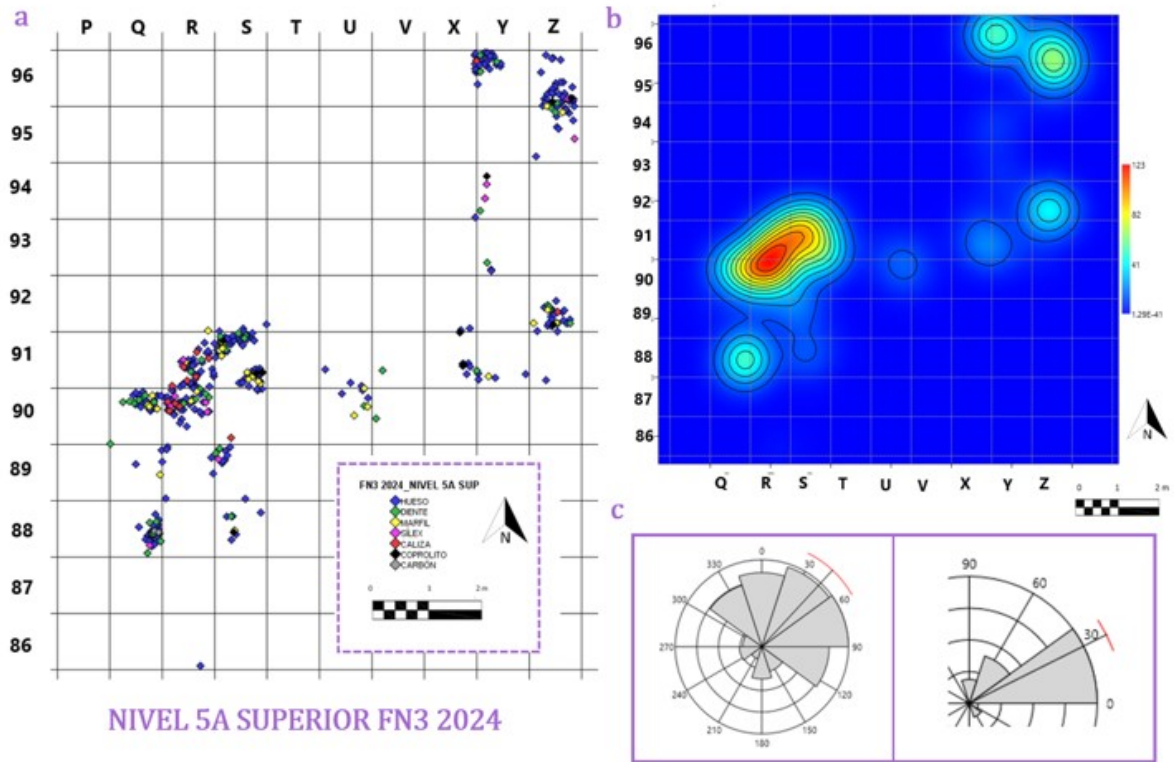 a
P Q R S T U V X Y Z
96
95
94
93
92
91
90
89
88
87
86
FN3 2024_NIVEL 5A SUP
HUESO
DIENTE
MARFIL
SÍLEX
CALIZA
COPROLITO
CARBÓN
N
0 1 2 m
NIVEL 5A SUPERIOR FN3 2024
b
96
95
94
93
92
91
90
89
88
87
86
Q R S T U V X Y Z
123
82
41
1.29E-41
N
0 1 2 m
c
0
30
60
90
120
150
180
210
240
270
300
330
90
60
30
0